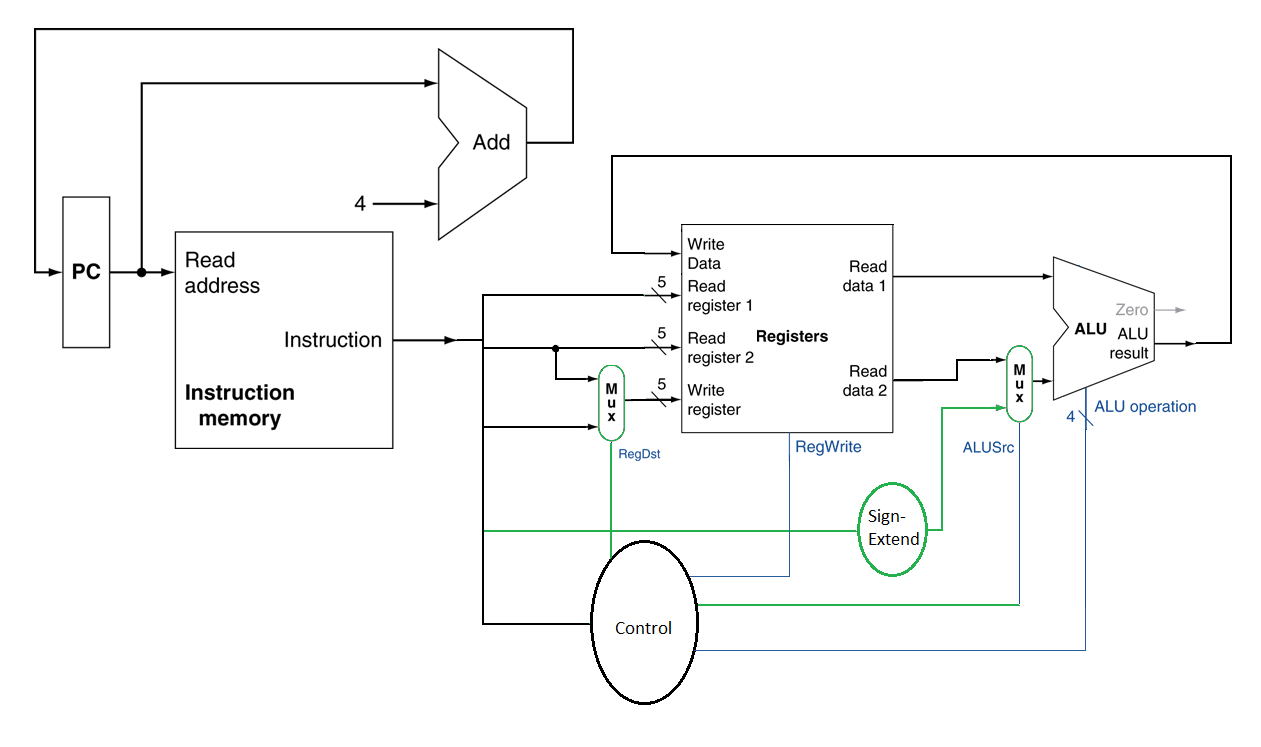 Add
4
PC
Read
address
Instruction
Instruction
memory
Write
Data
5
Read
register 1
5
Read
register 2
5
Write
register
Registers
Read
data 1
Read
data 2
M
u
x
RegDst
RegWrite
M
u
x
ALUSrc
Zero
ALU
ALU
result
4
ALU operation
Sign-
Extend
Control